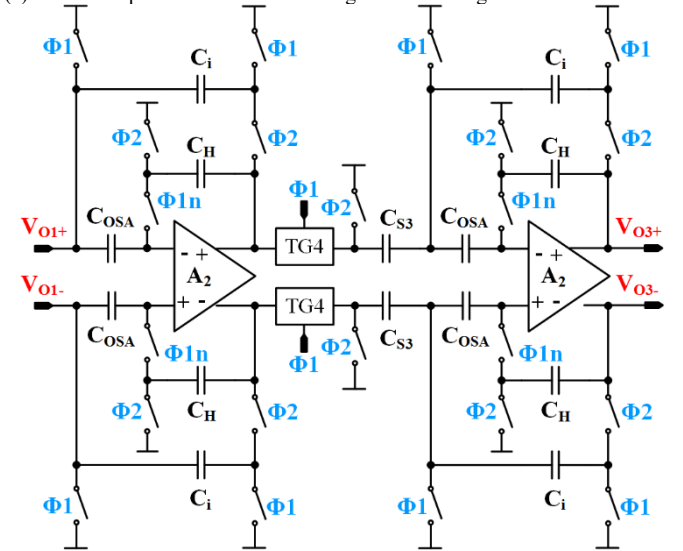 Φ1 Φ1 Φ1 Φ1
Ci Ci
Φ2 CH Φ2 Φ2 CH Φ2
Φ1 Φ2
Φ1n Φ1n
VO1+ COSA CS3 COSA VO3+
- + TG4 - +
A2 A2
VO1- + - TG4 + - VO3-
COSA Φ1n Φ1 Φ2 CS3 COSA Φ1n
Φ2 CH Φ2 Φ2 CH Φ2
Φ1 Ci Φ1 Φ1 Ci Φ1